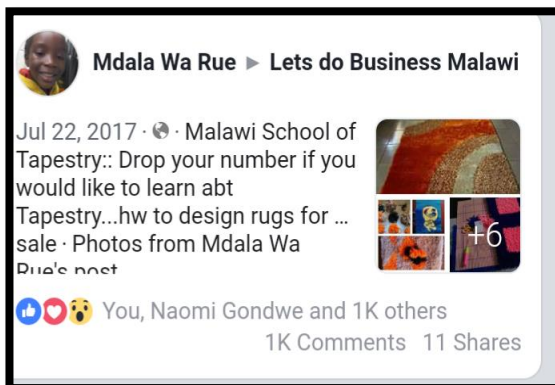 Mdala Wa Rue ▶ Lets do Business Malawi
Jul 22, 2017 · Malawi School of
Tapestry:: Drop your number if you
would like to learn abt
Tapestry...hw to design rugs for ...
sale · Photos from Mdala Wa
Rue's post
+6
You, Naomi Gondwe and 1K others
1K Comments 11 Shares